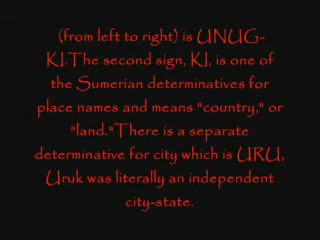 (from left to right) is UNUG-
KI.The second sign, KI, is one of
the Sumerian determinatives for
place names and means "country," or
"land."There is a separate
determinative for city which is URU,
Uruk was literally an independent
city-state.